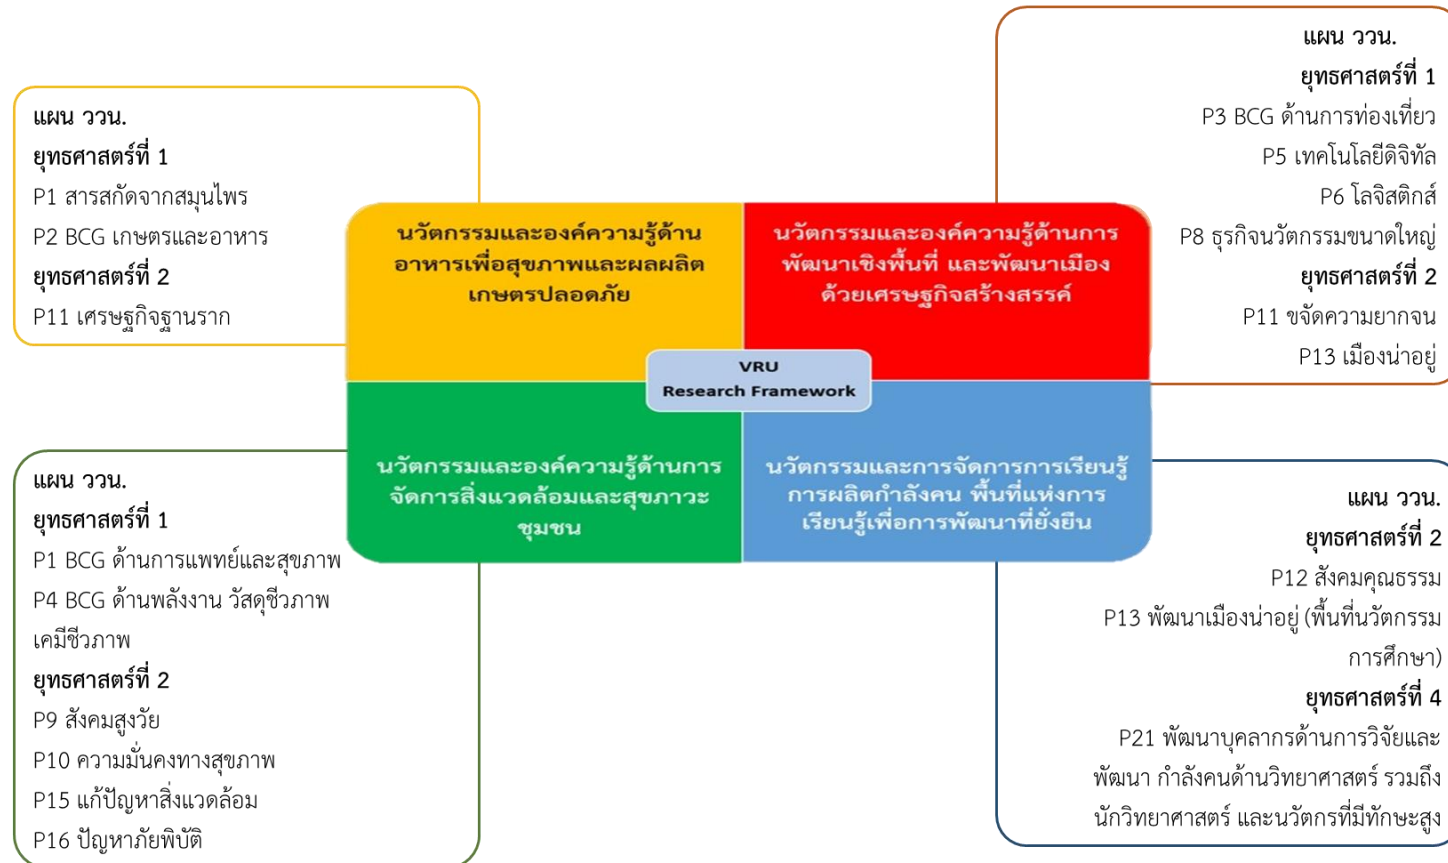 แผน ววน.
ยุทธศาสตร์ที่ 1
P1 สารสกัดจากสมุนไพร
P2 BCG เกษตรและอาหาร
ยุทธศาสตร์ที่ 2
P11 เศรษฐกิจฐานราก
แผน ววน.
ยุทธศาสตร์ที่ 1
P3 BCG ด้านการท่องเที่ยว
P5 เทคโนโลยีดิจิทัล
P6 โลจิสติกส์
P8 ธุรกิจนวัตกรรมขนาดใหญ่
ยุทธศาสตร์ที่ 2
P11 ขจัดความยากจน
P13 เมืองน่าอยู่
นวัตกรรมและองค์ความรู้ด้าน
อาหารเพื่อสุขภาพและผลผลิต
เกษตรปลอดภัย
นวัตกรรมและองค์ความรู้ด้านการ
พัฒนาเชิงพื้นที่ และพัฒนาเมือง
ด้วยเศรษฐกิจสร้างสรรค์
VRU
Research Framework
นวัตกรรมและองค์ความรู้ด้านการ
จัดการสิ่งแวดล้อมและสุขภาวะ
ชุมชน
นวัตกรรมและการจัดการการเรียนรู้
การผลิตกำลังคน พื้นที่แห่งการ
เรียนรู้เพื่อการพัฒนาที่ยั่งยืน
แผน ววน.
ยุทธศาสตร์ที่ 1
P1 BCG ด้านการแพทย์และสุขภาพ
P4 BCG ด้านพลังงาน วัสดุชีวภาพ
เคมีชีวภาพ
ยุทธศาสตร์ที่ 2
P9 สังคมสูงวัย
P10 ความมั่นคงทางสุขภาพ
P15 แก้ปัญหาสิ่งแวดล้อม
P16 ปัญหาภัยพิบัติ
แผน ววน.
ยุทธศาสตร์ที่ 2
P12 สังคมคุณธรรม
P13 พัฒนาเมืองน่าอยู่ (พื้นที่นวัตกรรม
การศึกษา)
ยุทธศาสตร์ที่ 4
P21 พัฒนาบุคลากรด้านการวิจัยและ
พัฒนา กำลังคนด้านวิทยาศาสตร์ รวมถึง
นักวิทยาศาสตร์ และนวัตกรที่มีทักษะสูง